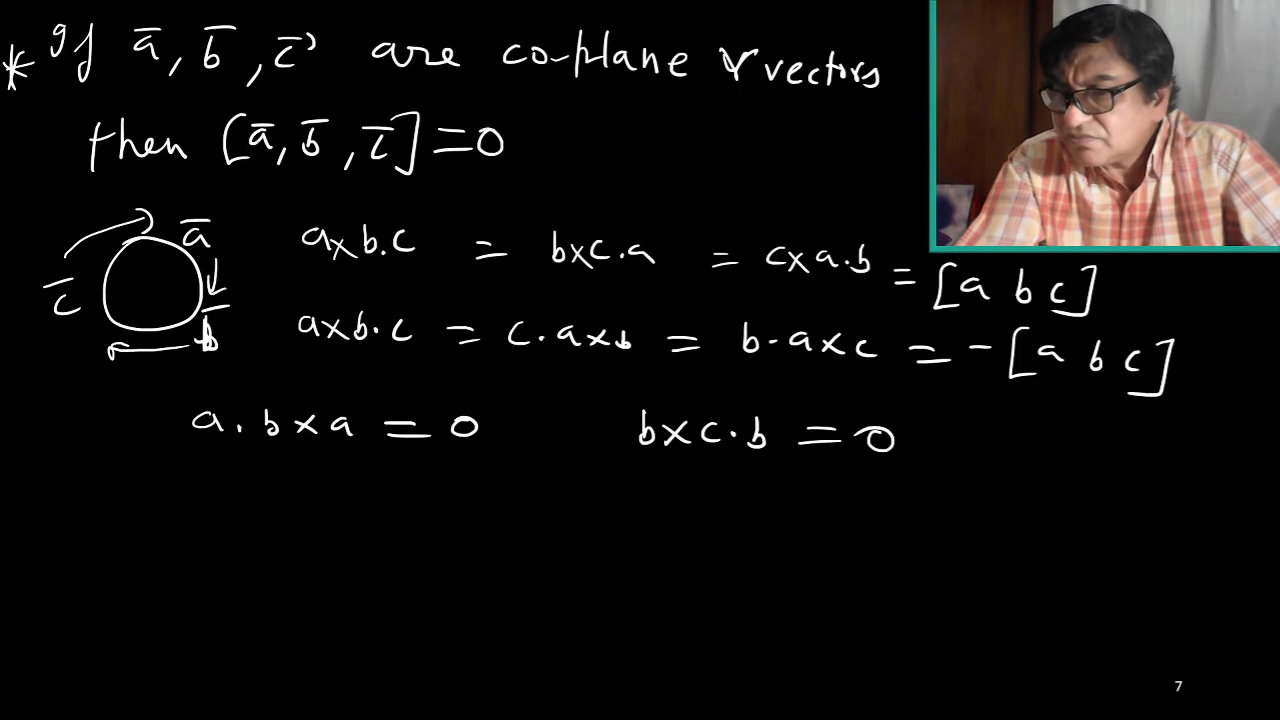 * If a̅, b̅, c̅ are co-plane r vectors
then [a̅, b̅, c̅] = 0
a̅
c̅
b̅
a×b.c = b×c.a = c×a.b = [a b c]
a×b.c = c.a×b = b.a×c = -[a b c]
a.b×a = 0 b×c.b = 0
7